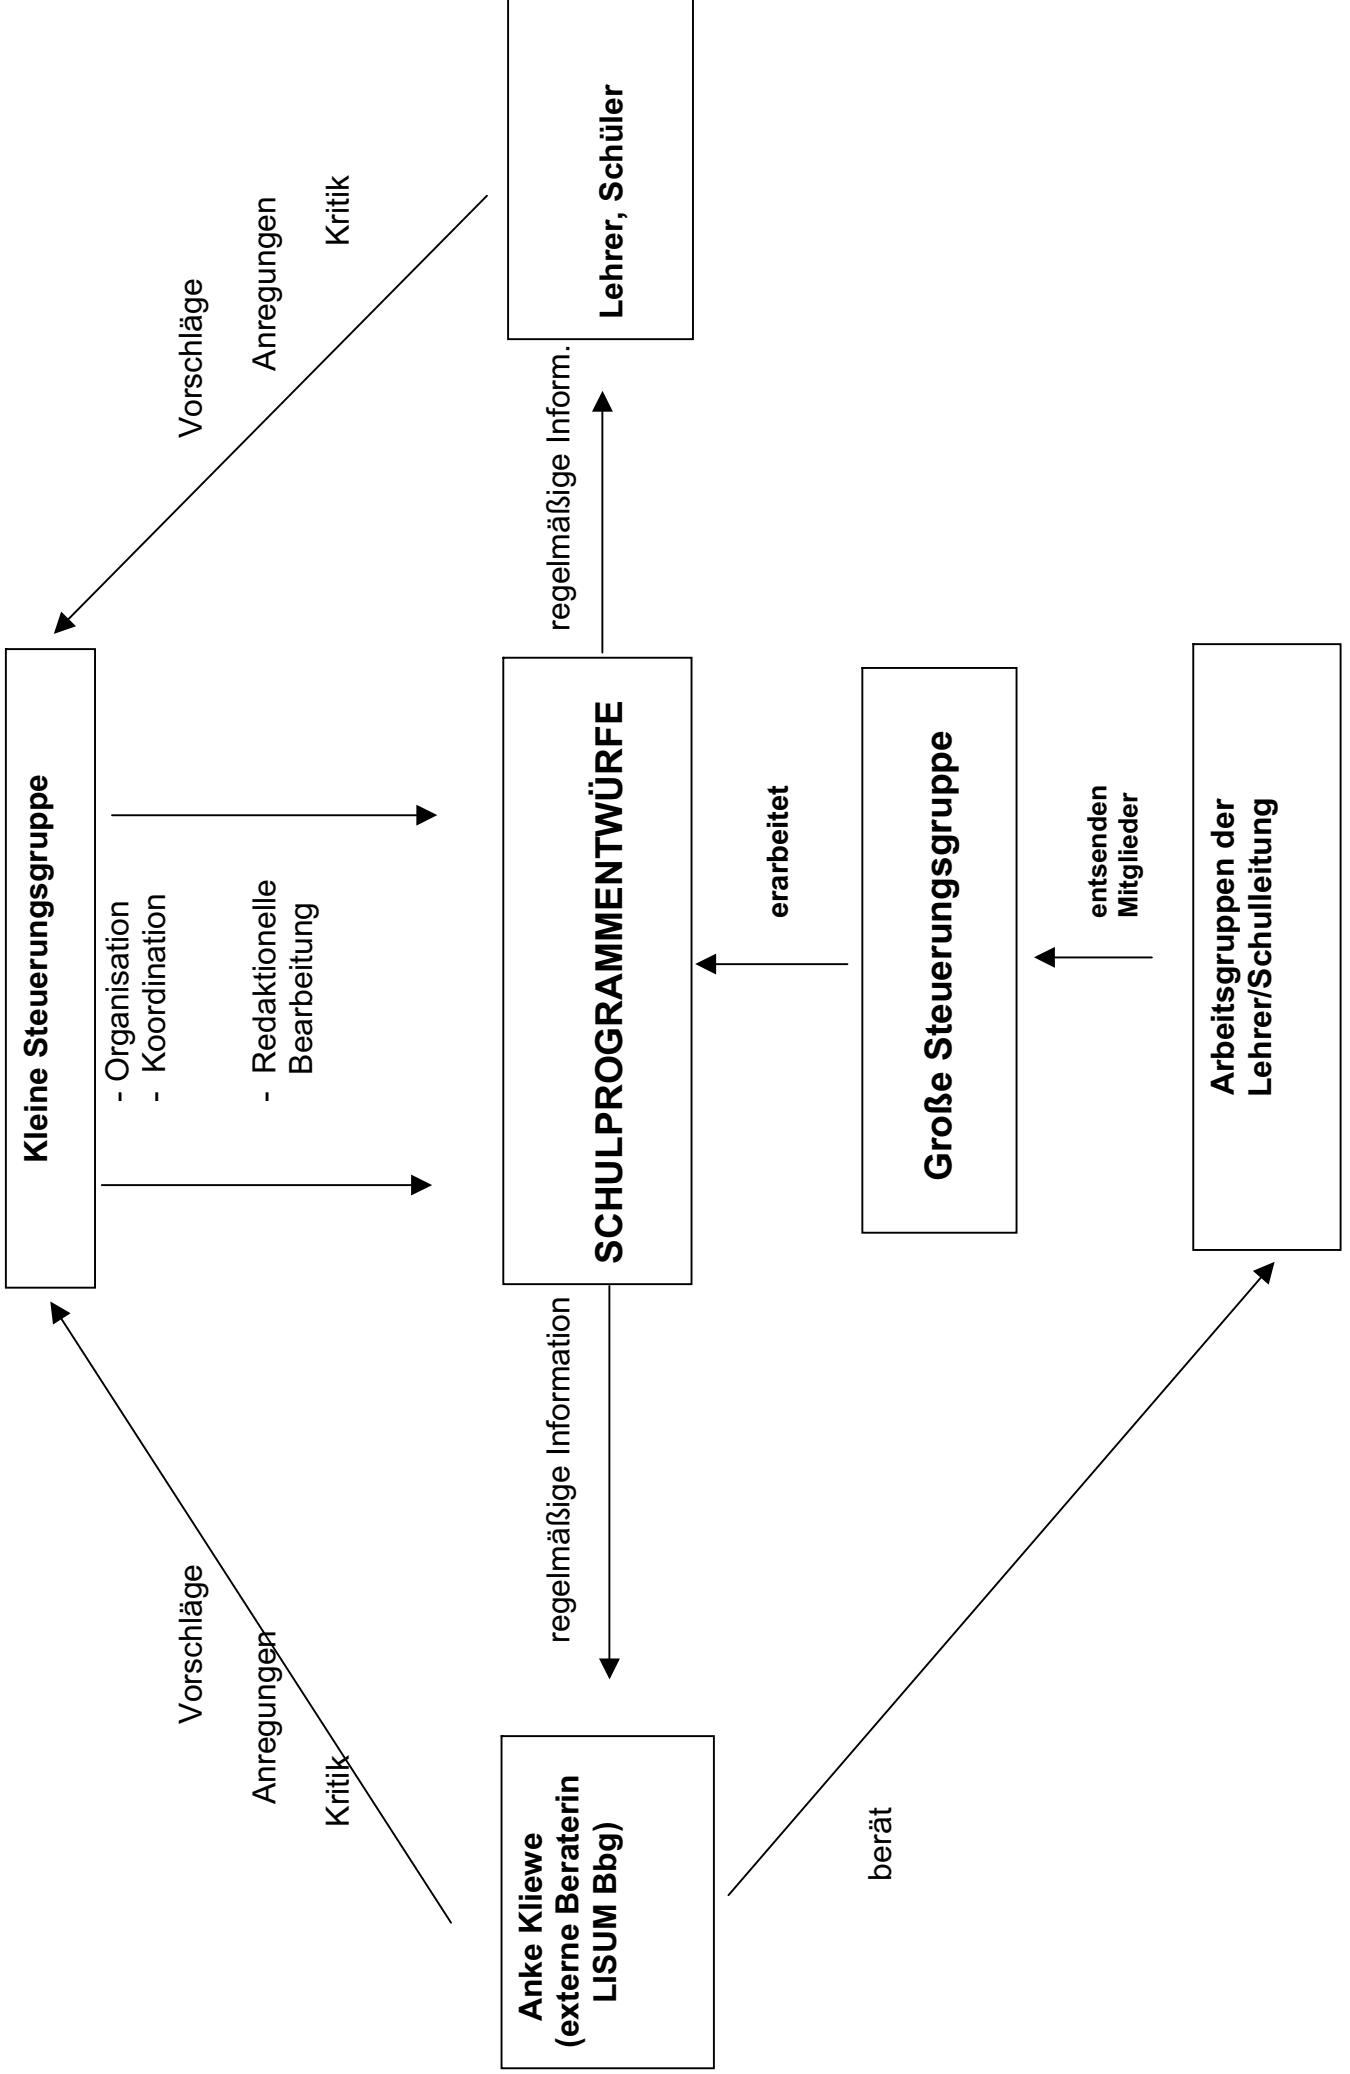 Kleine Steuerungsgruppe
- Organisation
- Koordination
- Redaktionelle
Bearbeitung
Vorschläge
Anregungen
Kritik
Vorschläge
Anregungen
Kritik
Anke Kliewe
(externe Beraterin
LISUM Bbg)
regelmäßige Information
SCHULPROGRAMMENTWÜRFE
regelmäßige Inform.
Lehrer, Schüler
erarbeitet
berät
Große Steuerungsgruppe
entsenden
Mitglieder
Arbeitsgruppen der
Lehrer/Schulleitung